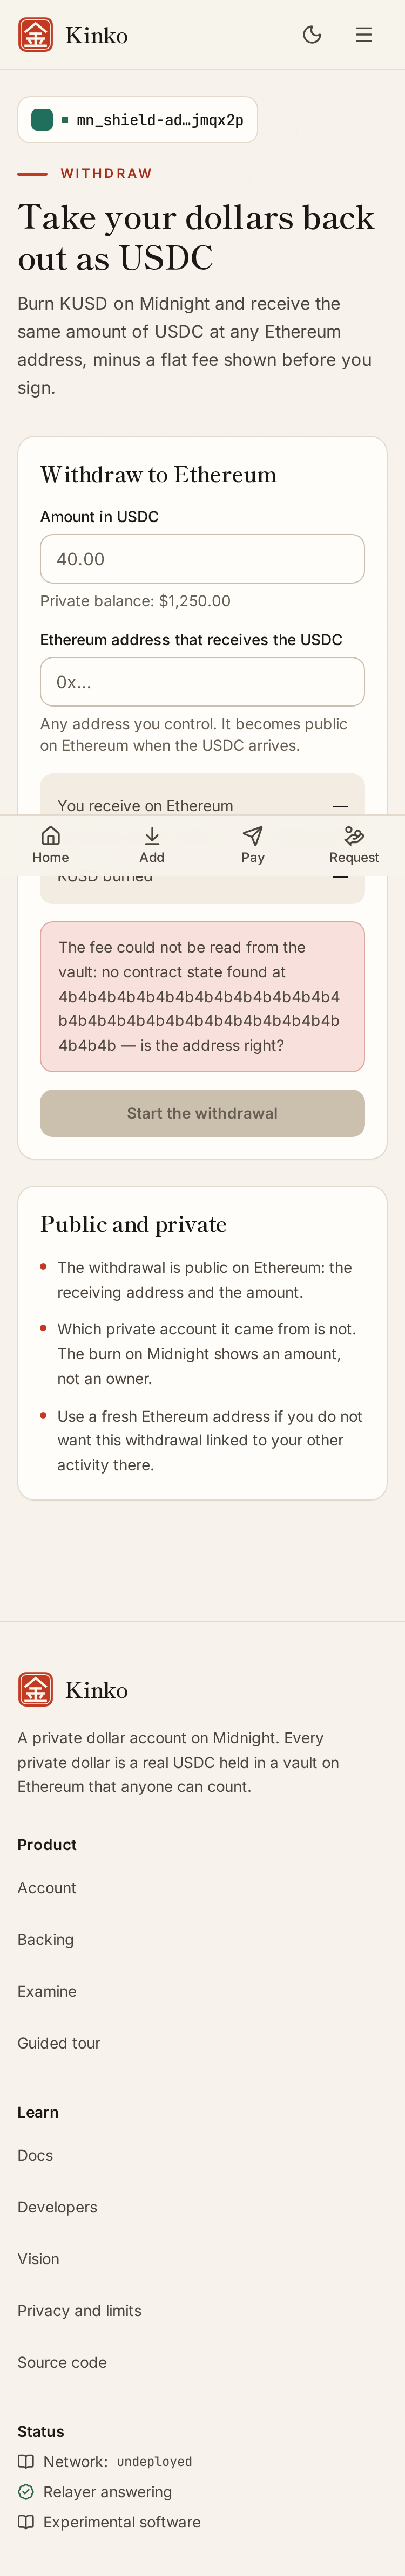 金 Kinko
mn_shield-ad…jmqx2p
WITHDRAW
Take your dollars back
out as USDC
Burn KUSD on Midnight and receive the
same amount of USDC at any Ethereum
address, minus a flat fee shown before you
sign.
Withdraw to Ethereum
Amount in USDC
40.00
Private balance: $1,250.00
Ethereum address that receives the USDC
0x…
Any address you control. It becomes public
on Ethereum when the USDC arrives.
You receive on Ethereum —
Home Add Pay Request
KUSD burned —
The fee could not be read from the
vault: no contract state found at
4b4b4b4b4b4b4b4b4b4b4b4b4b4
b4b4b4b4b4b4b4b4b4b4b4b4b4b
4b4b4b — is the address right?
Start the withdrawal
Public and private
• The withdrawal is public on Ethereum: the
receiving address and the amount.
• Which private account it came from is not.
The burn on Midnight shows an amount,
not an owner.
• Use a fresh Ethereum address if you do not
want this withdrawal linked to your other
activity there.
金 Kinko
A private dollar account on Midnight. Every
private dollar is a real USDC held in a vault on
Ethereum that anyone can count.
Product
Account
Backing
Examine
Guided tour
Learn
Docs
Developers
Vision
Privacy and limits
Source code
Status
Network: undeployed
Relayer answering
Experimental software